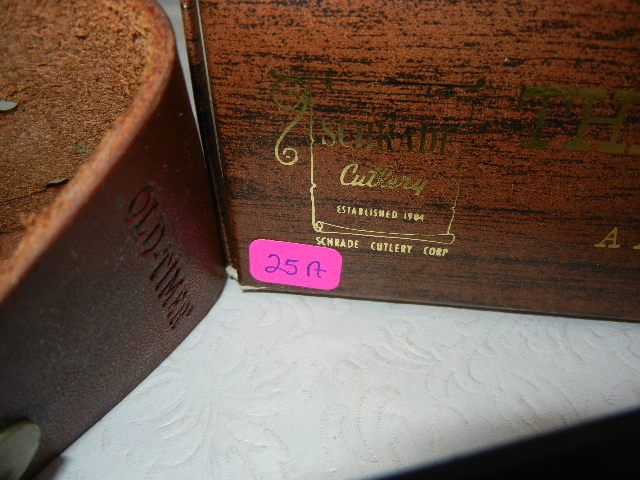 OLD-TIMER
SCHRADE
Cutlery
ESTABLISHED 1904
SCHRADE CUTLERY CORP
25A